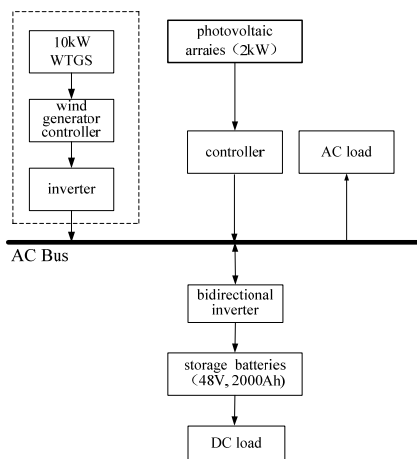 10kW
WTGS
wind
generator
controller
inverter
photovoltaic
arraies（2kW）
controller
AC load
AC Bus
bidirectional
inverter
storage batteries
（48V, 2000Ah)
DC load